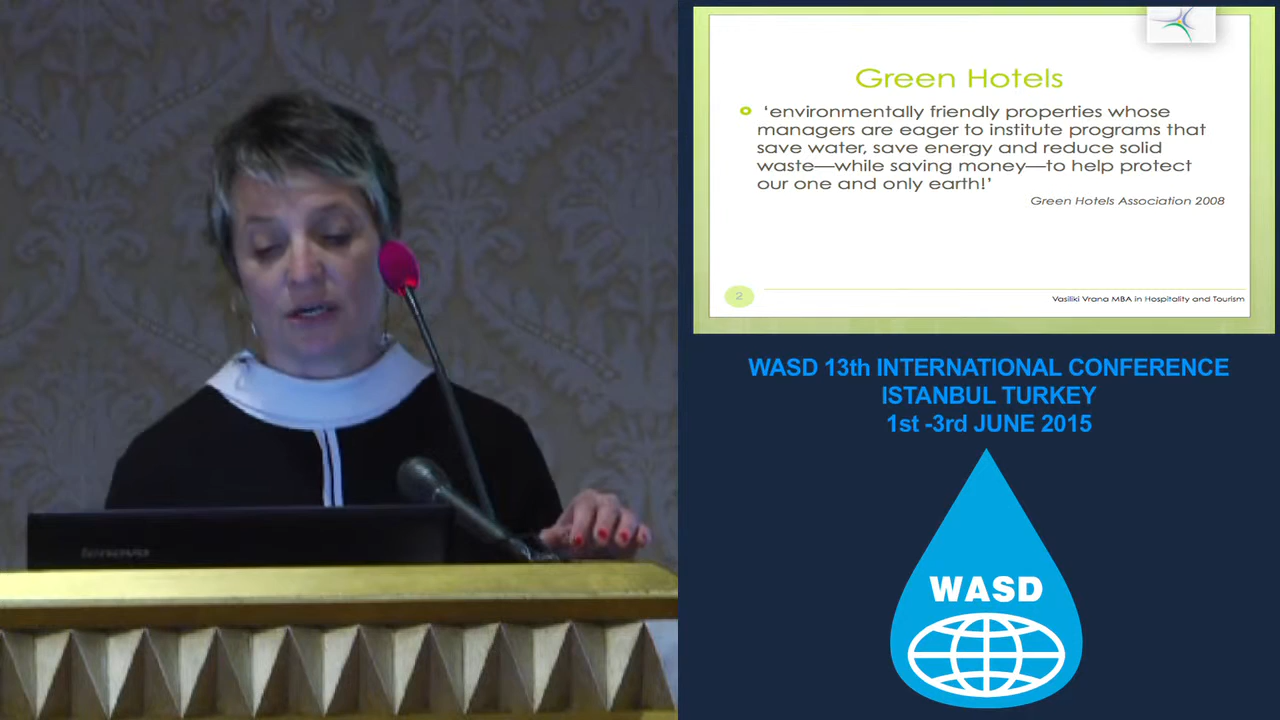 Green Hotels
‘environmentally friendly properties whose
managers are eager to institute programs that
save water, save energy and reduce solid
waste—while saving money—to help protect
our one and only earth!’
Green Hotels Association 2008
2
Vasiliki Vrana MBA in Hospitality and Tourism
WASD 13th INTERNATIONAL CONFERENCE
ISTANBUL TURKEY
1st -3rd JUNE 2015
WASD
lenovo